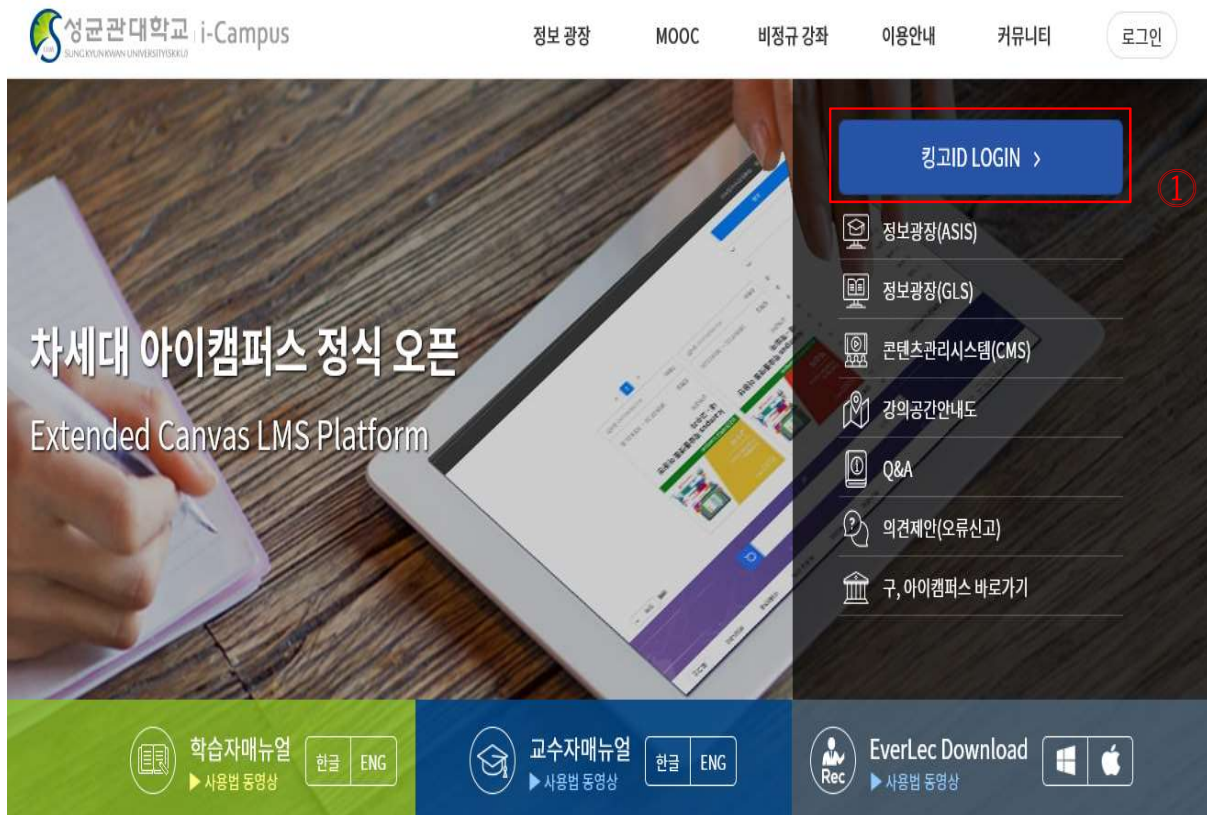 성균관대학교 i-Campus
SUNG KYUN KWAN UNIVERSITY(SKKU)
정보 광장 MOOC 비정규 강좌 이용안내 커뮤니티 로그인
킹고ID LOGIN >
①
정보광장(ASIS)
정보광장(GLS)
콘텐츠관리시스템(CMS)
강의공간안내도
Q&A
의견제안(오류신고)
구, 아이캠퍼스 바로가기
차세대 아이캠퍼스 정식 오픈
Extended Canvas LMS Platform
학습자매뉴얼 한글 ENG
▶ 사용법 동영상
교수자매뉴얼 한글 ENG
▶ 사용법 동영상
Rec EverLec Download
▶ 사용법 동영상